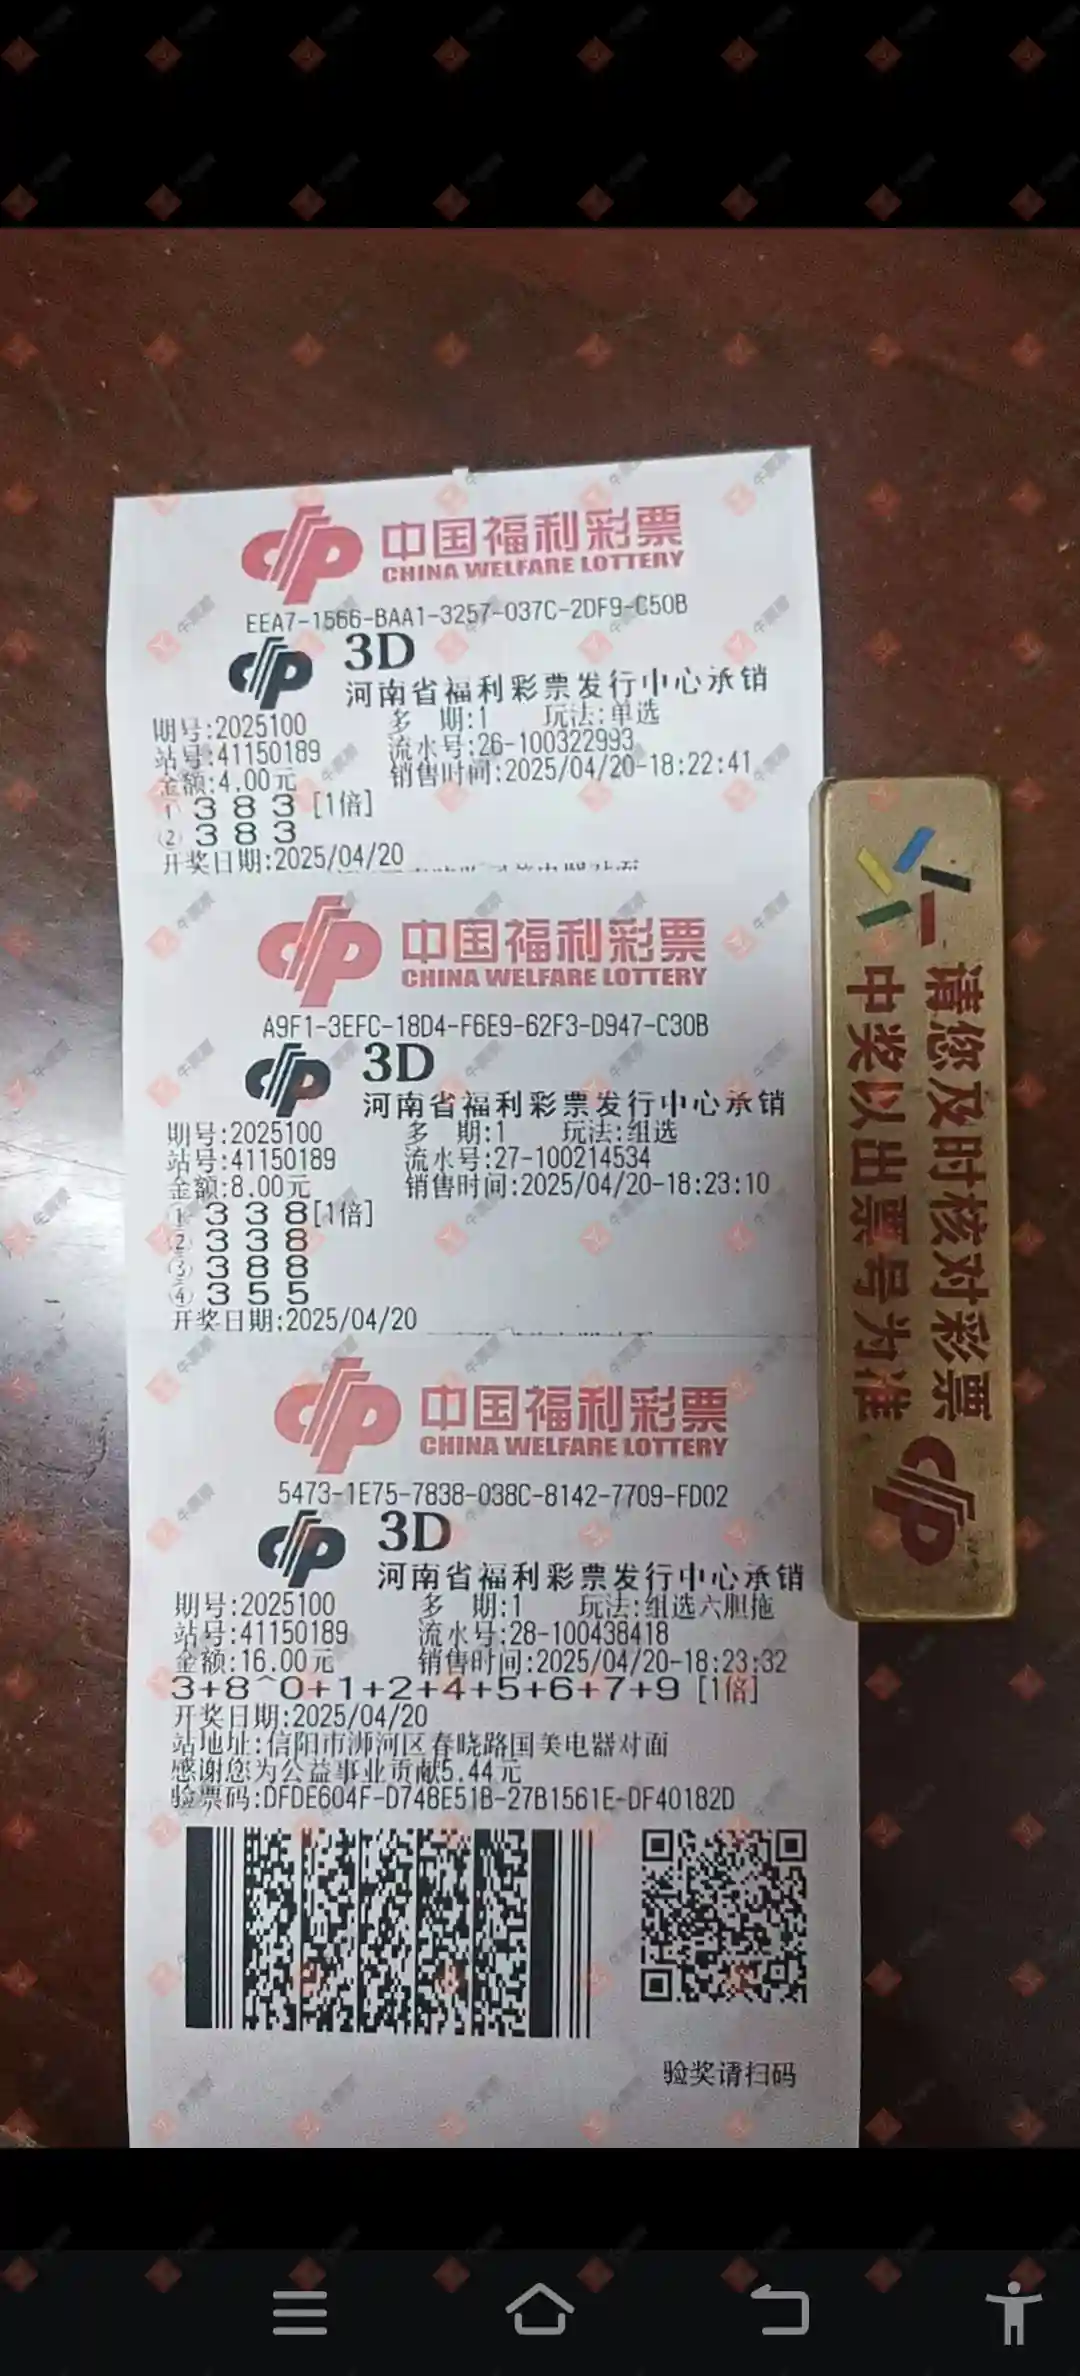 中国福利彩票
CHINA WELFARE LOTTERY
EEA7-1566-BAA1-3257-037C-2DF9-C50B
3D
河南省福利彩票发行中心承销
期号:2025100 多 期:1 玩法:单选
站号:41150189 流水号:26-100322993
金额:4.00元 销售时间:2025/04/20-18:22:41
① 3 8 3 [1倍]
② 3 8 3
开奖日期:2025/04/20
中国福利彩票
CHINA WELFARE LOTTERY
A9F1-3EFC-18D4-F6E9-62F3-D947-C30B
3D
河南省福利彩票发行中心承销
期号:2025100 多 期:1 玩法:组选
站号:41150189 流水号:27-100214534
金额:8.00元 销售时间:2025/04/20-18:23:10
① 3 3 8[1倍]
② 3 3 8
③ 3 8 8
④ 3 5 5
开奖日期:2025/04/20
中国福利彩票
CHINA WELFARE LOTTERY
5473-1E75-7838-038C-8142-7709-FD02
3D
河南省福利彩票发行中心承销
期号:2025100 多 期:1 玩法:组选六胆拖
站号:41150189 流水号:28-100438418
金额:16.00元 销售时间:2025/04/20-18:23:32
3+8^0+1+2+4+5+6+7+9 [1倍]
开奖日期:2025/04/20
站地址:信阳市浉河区春晓路国美电器对面
感谢您为公益事业贡献5.44元
验票码:DFDE604F-D748E51B-27B1561E-DF40182D
验奖请扫码
请您及时核对彩票
中奖以出票号为准